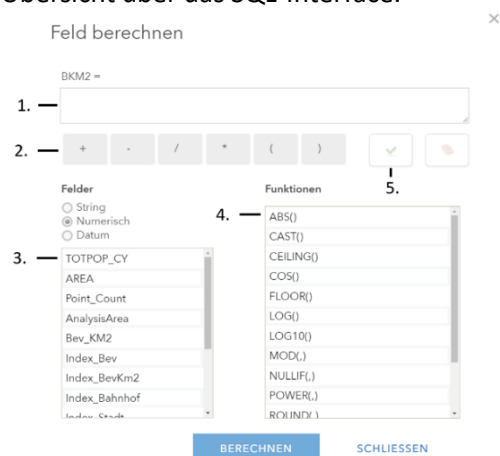 Übersicht über das SQL-Interface.
Feld berechnen
BKM2 =
1.
2. + - / * ( )
5.
Felder
String
Numerisch
Datum
Funktionen
3.
TOTPOP_CY
AREA
Point_Count
AnalysisArea
Bev_KM2
Index_Bev
Index_BevKm2
Index_Bahnhof
Index_Stadt
4.
ABS()
CAST()
CEILING()
COS()
FLOOR()
LOG()
LOG10()
MOD(,)
NULLIF(,)
POWER(,)
ROUND(,)
BERECHNEN
SCHLIESSEN